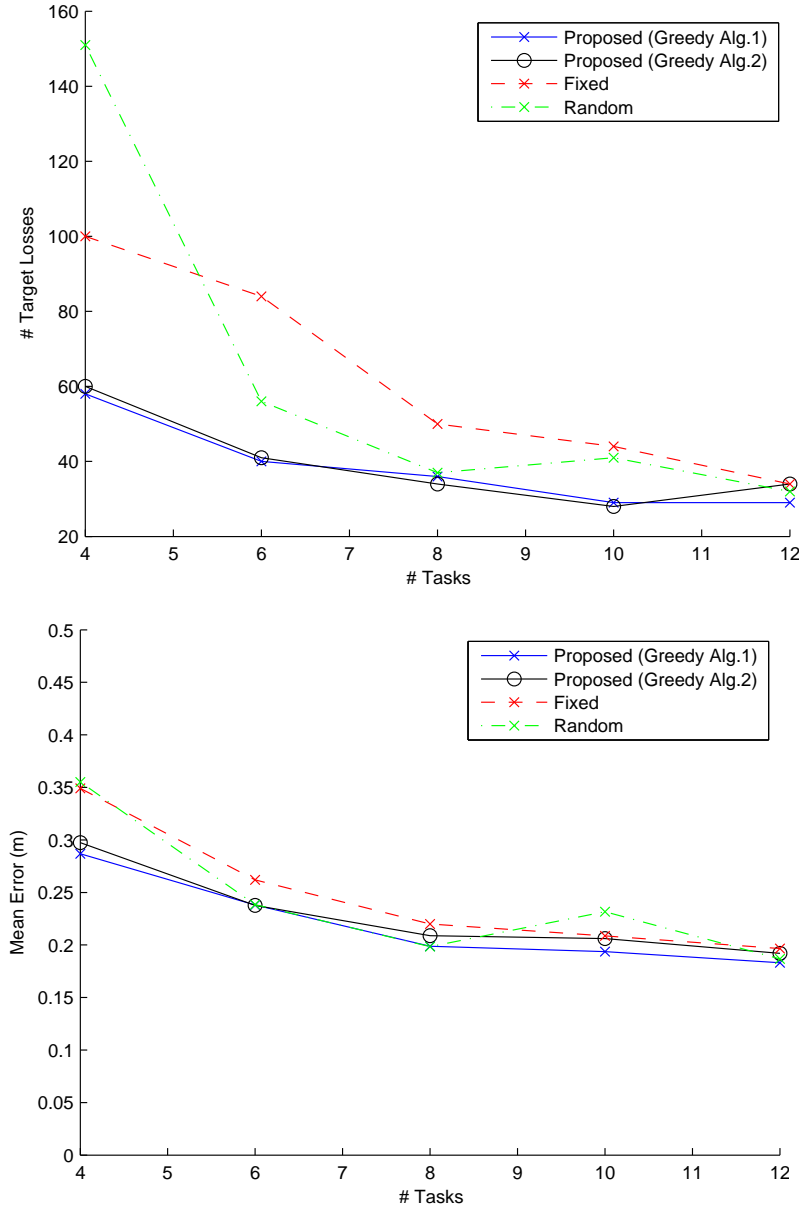 160
140
120
100
80
60
40
20
# Target Losses
4 5 6 7 8 9 10 11 12
# Tasks
Proposed (Greedy Alg.1)
Proposed (Greedy Alg.2)
Fixed
Random
0.5
0.45
0.4
0.35
0.3
0.25
0.2
0.15
0.1
0.05
0
Mean Error (m)
4 5 6 7 8 9 10 11 12
# Tasks
Proposed (Greedy Alg.1)
Proposed (Greedy Alg.2)
Fixed
Random